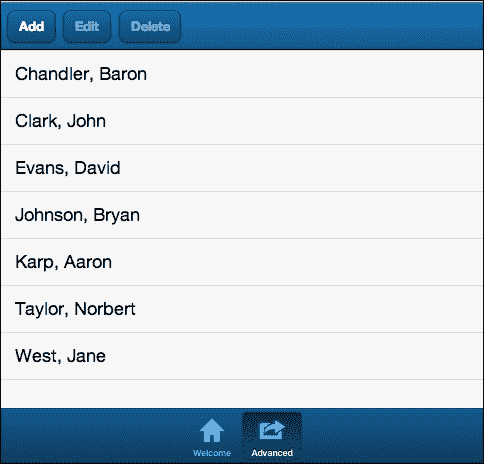 Add Edit Delete
Chandler, Baron
Clark, John
Evans, David
Johnson, Bryan
Karp, Aaron
Taylor, Norbert
West, Jane
Welcome Advanced